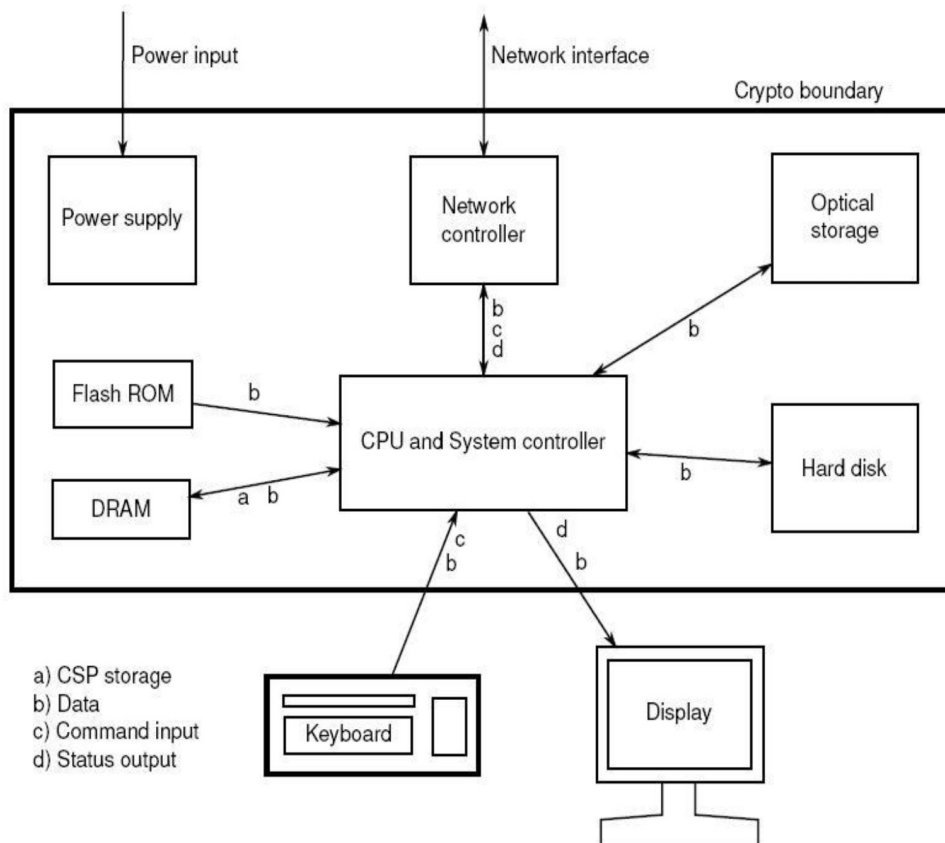 Power input
Network interface
Crypto boundary
Power supply
Network
controller
Optical
storage
b
c
d
b
Flash ROM
b
CPU and System controller
DRAM
a b
b
Hard disk
c
b
d
b
a) CSP storage
b) Data
c) Command input
d) Status output
Keyboard
Display